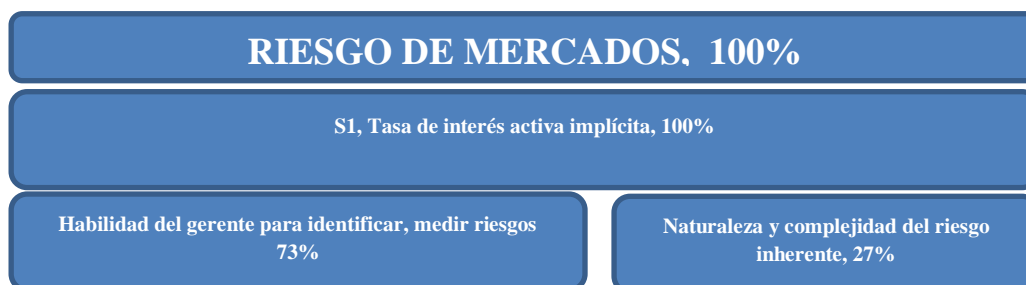 RIESGO DE MERCADOS, 100%
S1, Tasa de interés activa implícita, 100%
Habilidad del gerente para identificar, medir riesgos
73%
Naturaleza y complejidad del riesgo
inherente, 27%